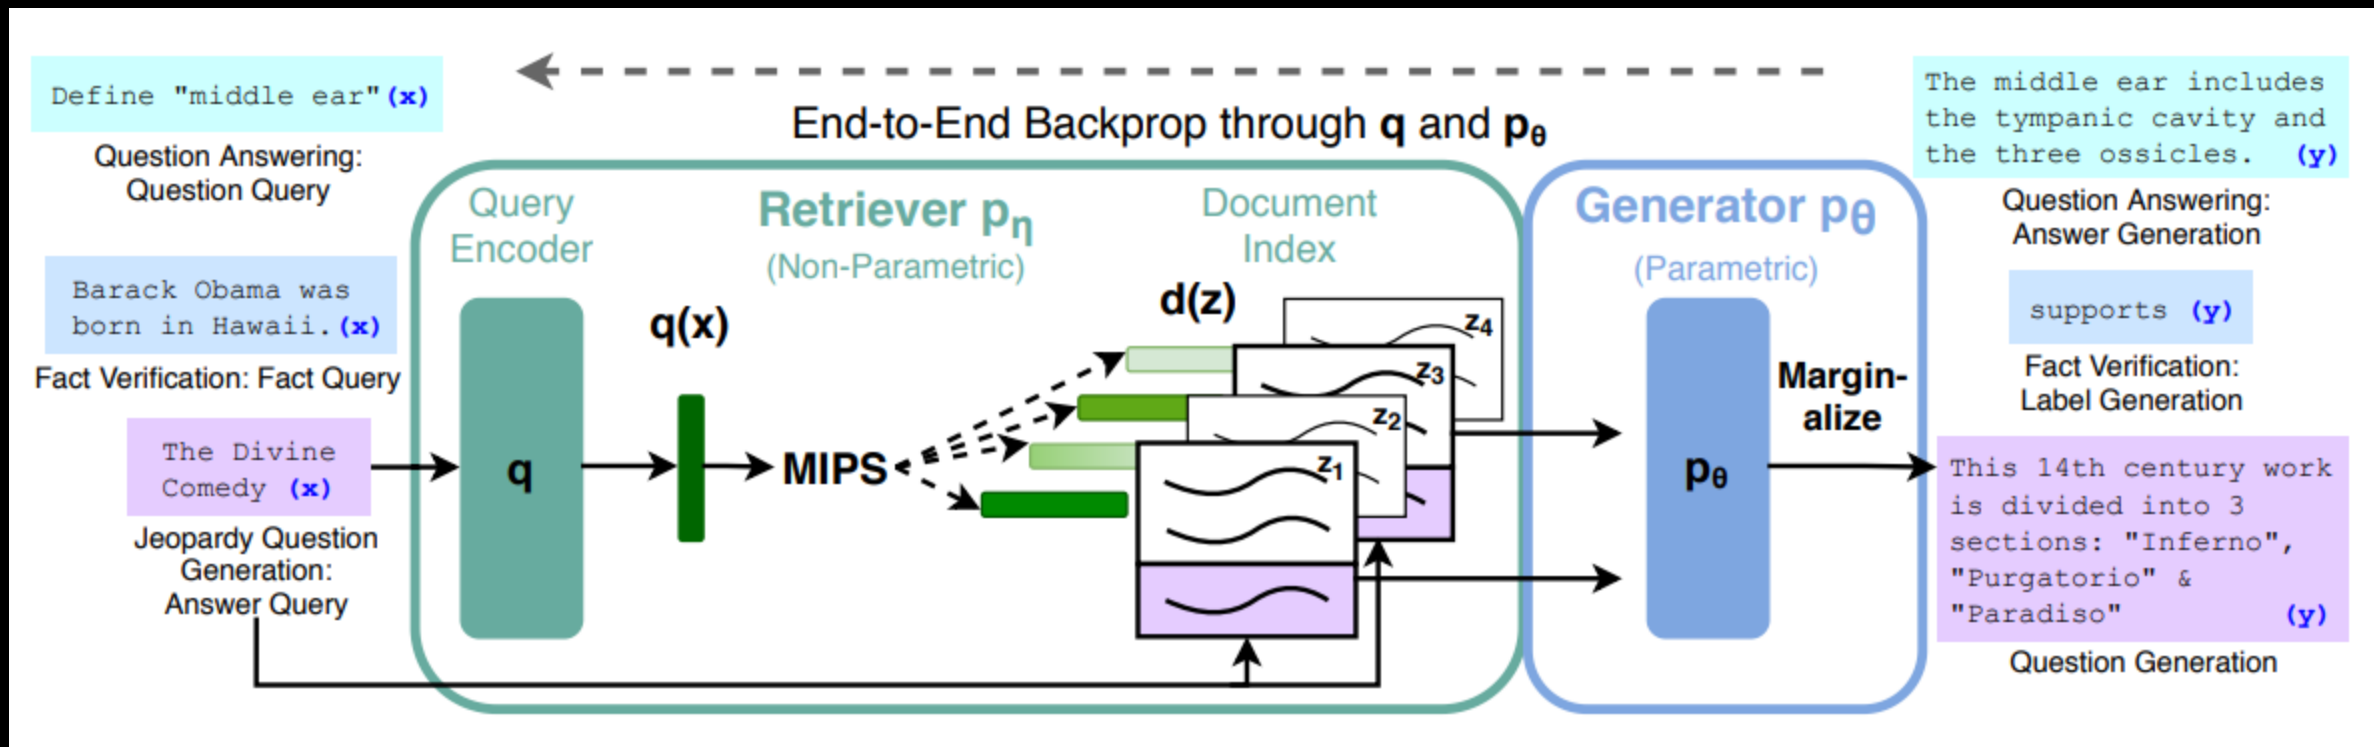 Define "middle ear"(x)
Question Answering:
Question Query
Barack Obama was
born in Hawaii.(x)
Fact Verification: Fact Query
The Divine
Comedy (x)
Jeopardy Question
Generation:
Answer Query
End-to-End Backprop through q and pθ
Query
Encoder
Retriever pη
(Non-Parametric)
Document
Index
q
q(x)
MIPS
d(z)
z4
z3
z2
z1
Generator pθ
(Parametric)
pθ
Margin-
alize
The middle ear includes
the tympanic cavity and
the three ossicles. (y)
Question Answering:
Answer Generation
supports (y)
Fact Verification:
Label Generation
This 14th century work
is divided into 3
sections: "Inferno",
"Purgatorio" &
"Paradiso" (y)
Question Generation